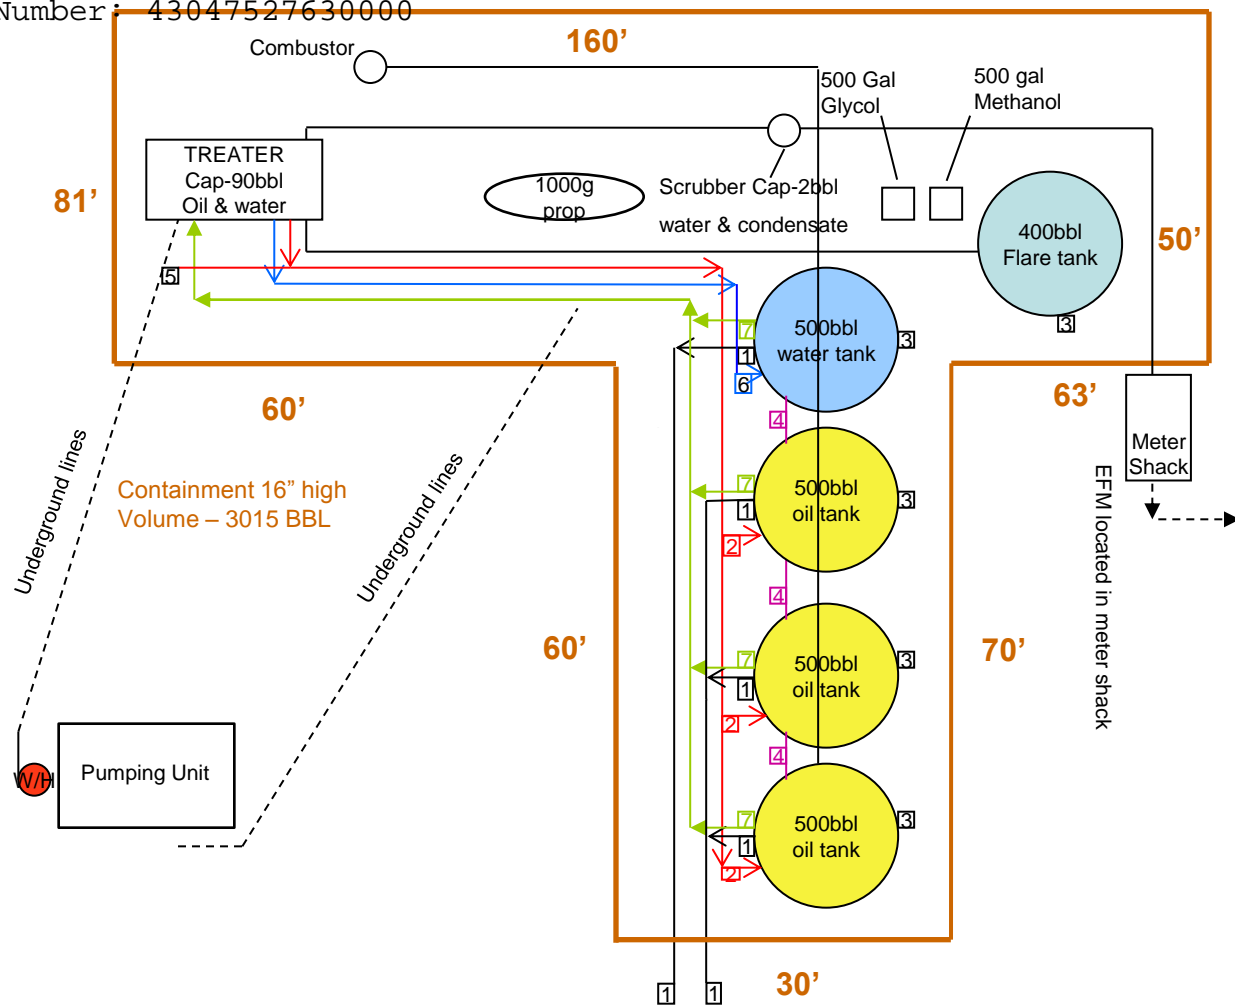 Number: 43047527630000
160’
Combustor
500 Gal
Glycol
500 gal
Methanol
TREATER
Cap-90bbl
Oil & water
81’
1000g
prop
Scrubber Cap-2bbl
water & condensate
400bbl
Flare tank
50’
5
3
500bbl
water tank
7
1
6
3
60’
63’
4
Meter
Shack
EFM located in meter shack
Underground lines
Underground lines
Containment 16” high
Volume – 3015 BBL
7
1
2
500bbl
oil tank
3
4
60’
70’
7
1
2
500bbl
oil tank
3
4
W/H
Pumping Unit
7
1
2
500bbl
oil tank
3
30’
1
1